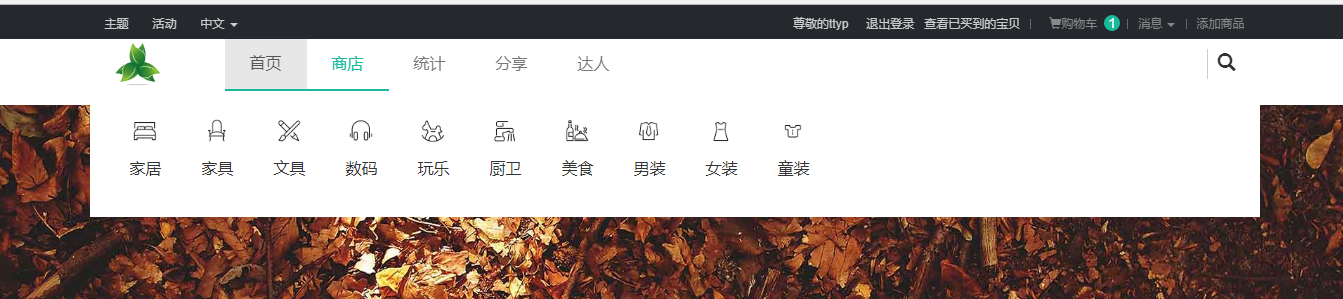 主题 活动 中文 尊敬的ttyp 退出登录 查看已买到的宝贝 购物车 1 消息 添加商品
首页 商店 统计 分享 达人
家居 家具 文具 数码 玩乐 厨卫 美食 男装 女装 童装